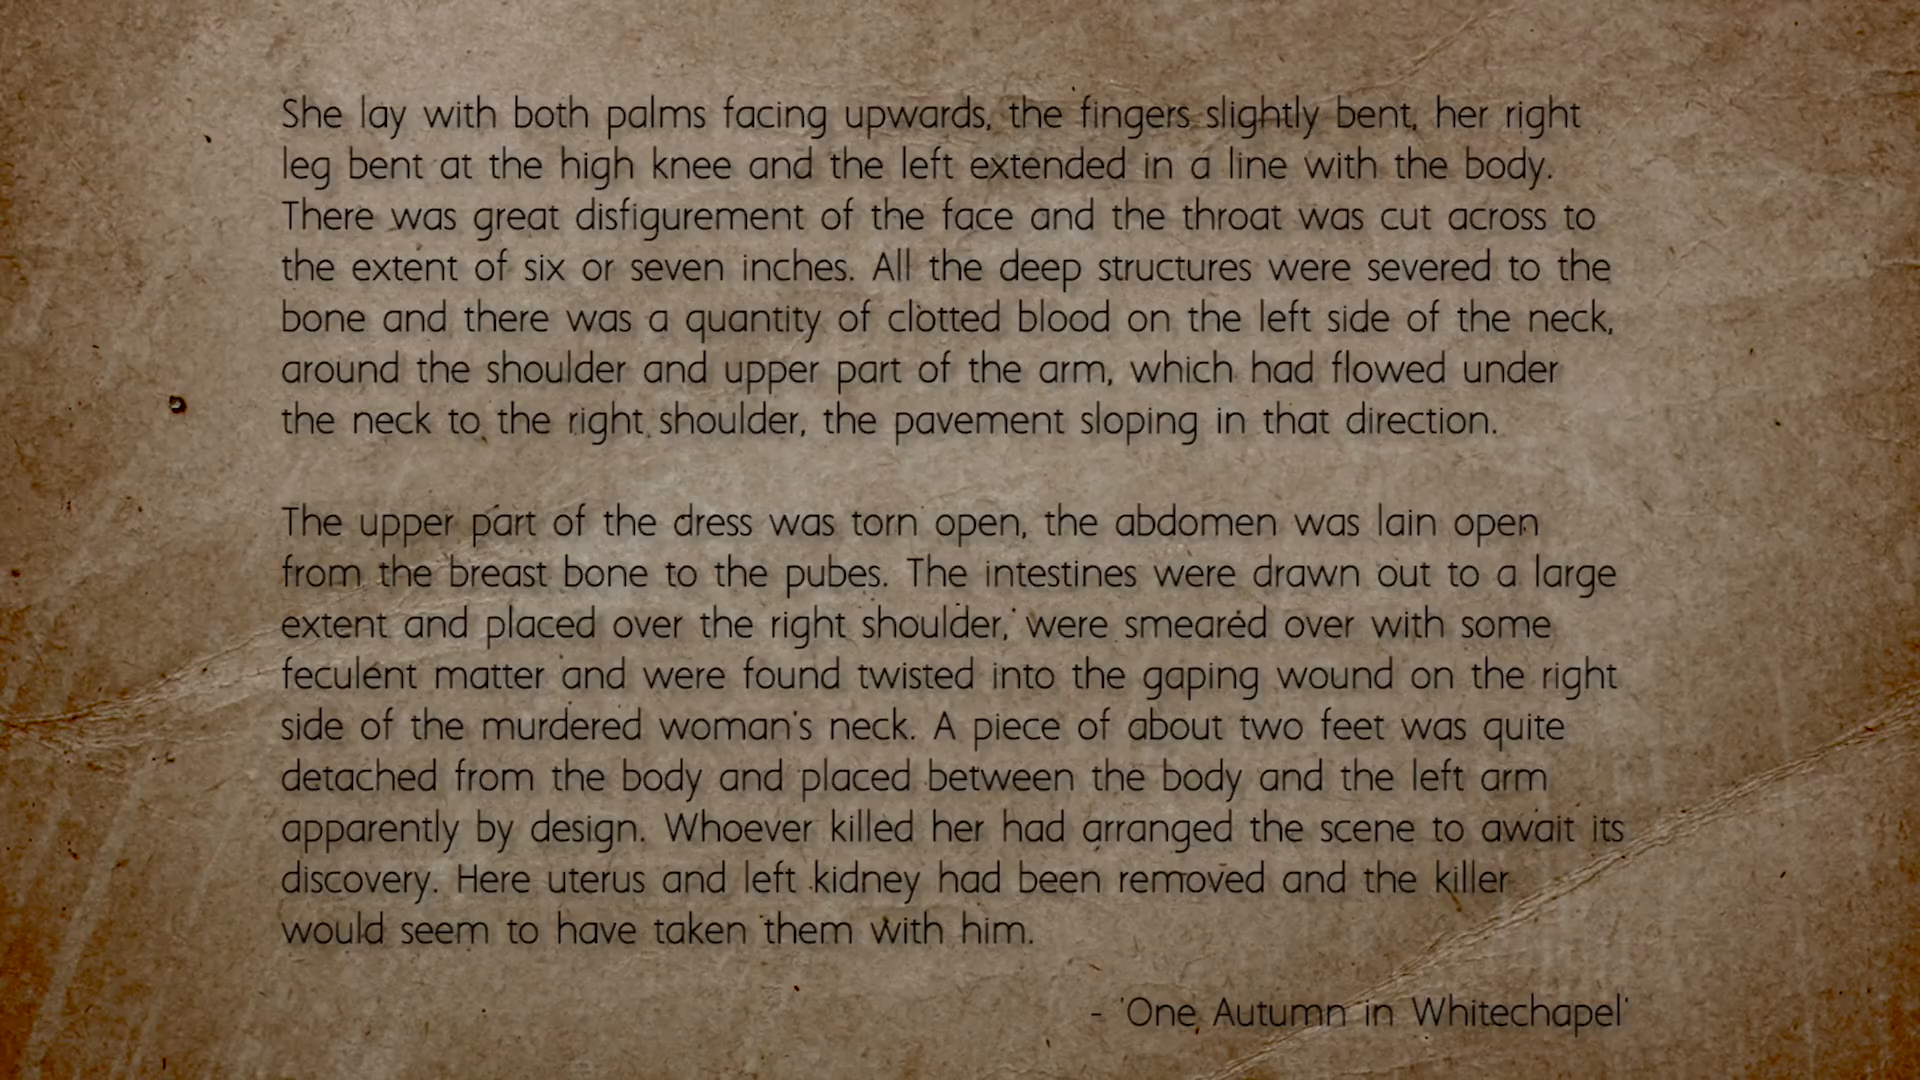 She lay with both palms facing upwards, the fingers slightly bent, her right
leg bent at the high knee and the left extended in a line with the body.
There was great disfigurement of the face and the throat was cut across to
the extent of six or seven inches. All the deep structures were severed to the
bone and there was a quantity of clotted blood on the left side of the neck,
around the shoulder and upper part of the arm, which had flowed under
the neck to the right shoulder, the pavement sloping in that direction.
The upper part of the dress was torn open, the abdomen was lain open
from the breast bone to the pubes. The intestines were drawn out to a large
extent and placed over the right shoulder, were smeared over with some
feculent matter and were found twisted into the gaping wound on the right
side of the murdered woman's neck. A piece of about two feet was quite
detached from the body and placed between the body and the left arm
apparently by design. Whoever killed her had arranged the scene to await its
discovery. Here uterus and left kidney had been removed and the killer
would seem to have taken them with him.
- 'One Autumn in Whitechapel'